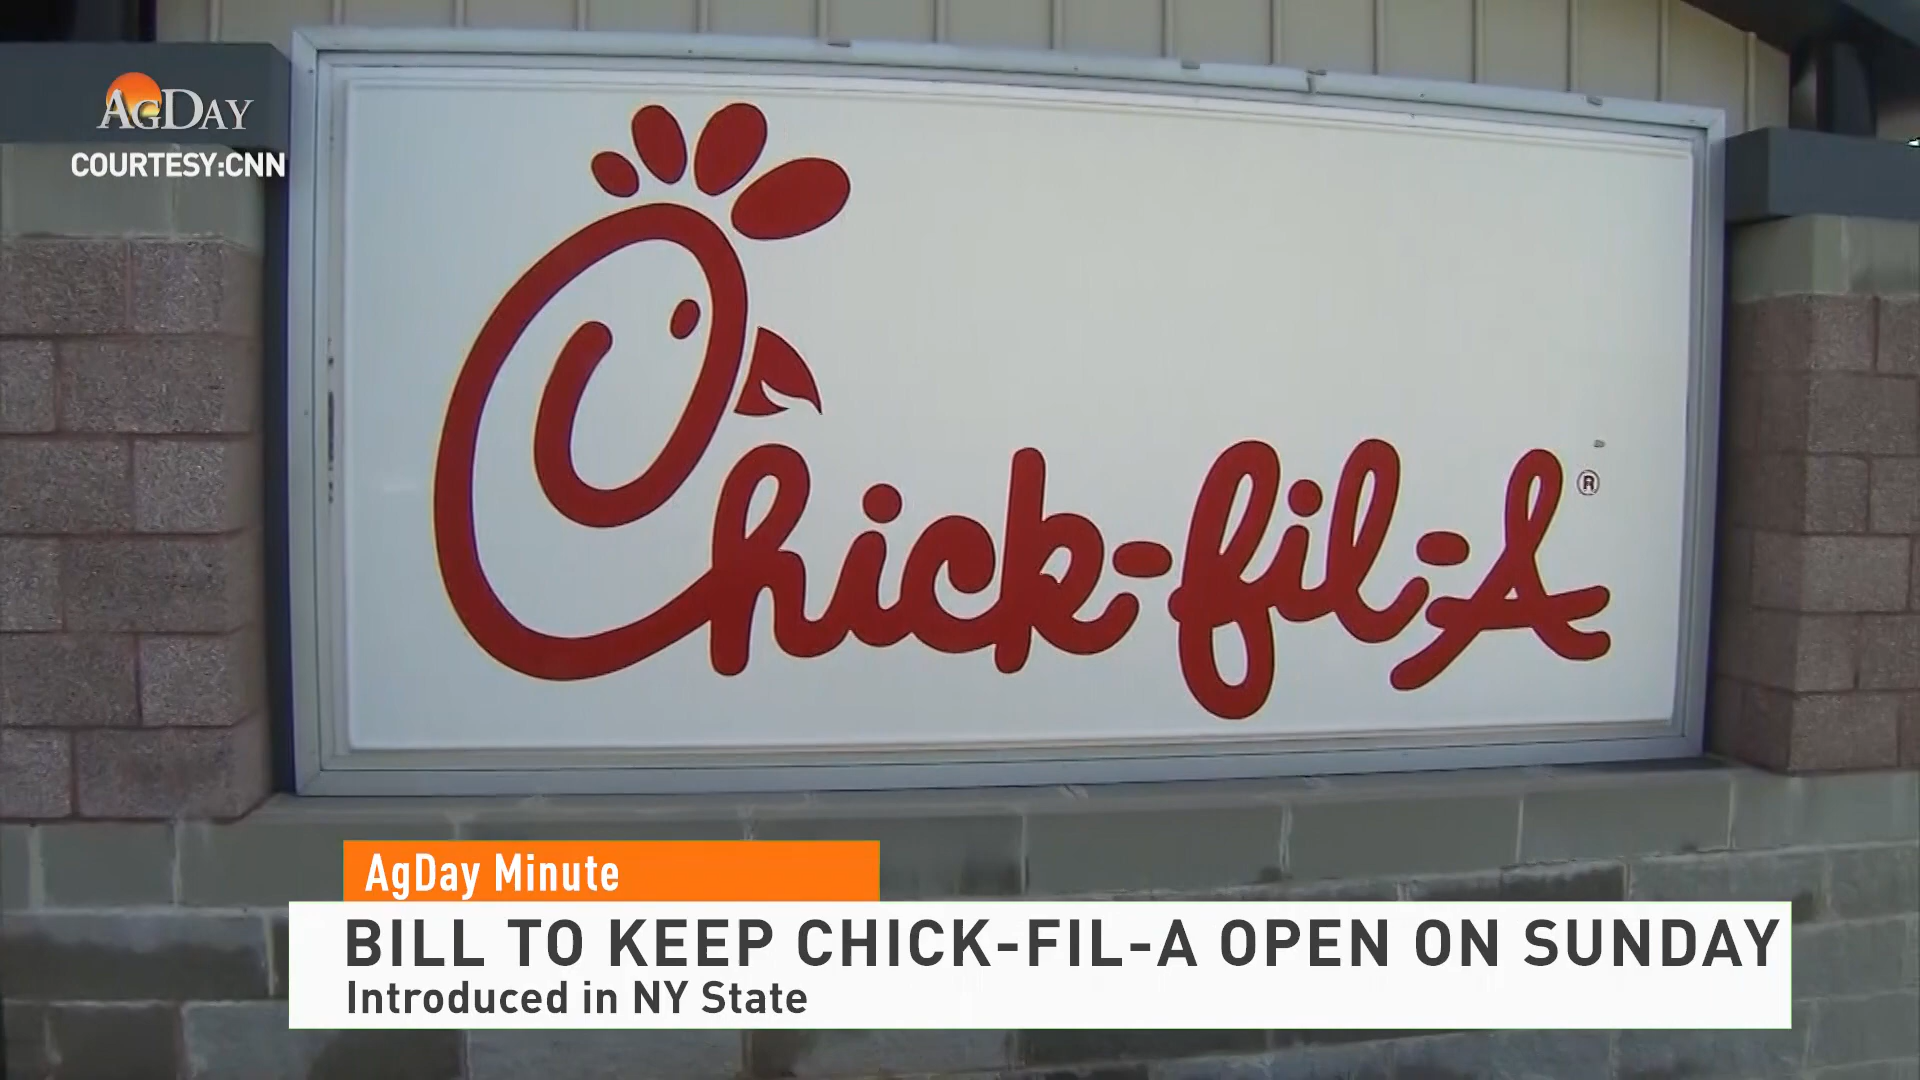 AGDAY
COURTESY:CNN
Chick-fil-A ®
AgDay Minute
BILL TO KEEP CHICK-FIL-A OPEN ON SUNDAY
Introduced in NY State